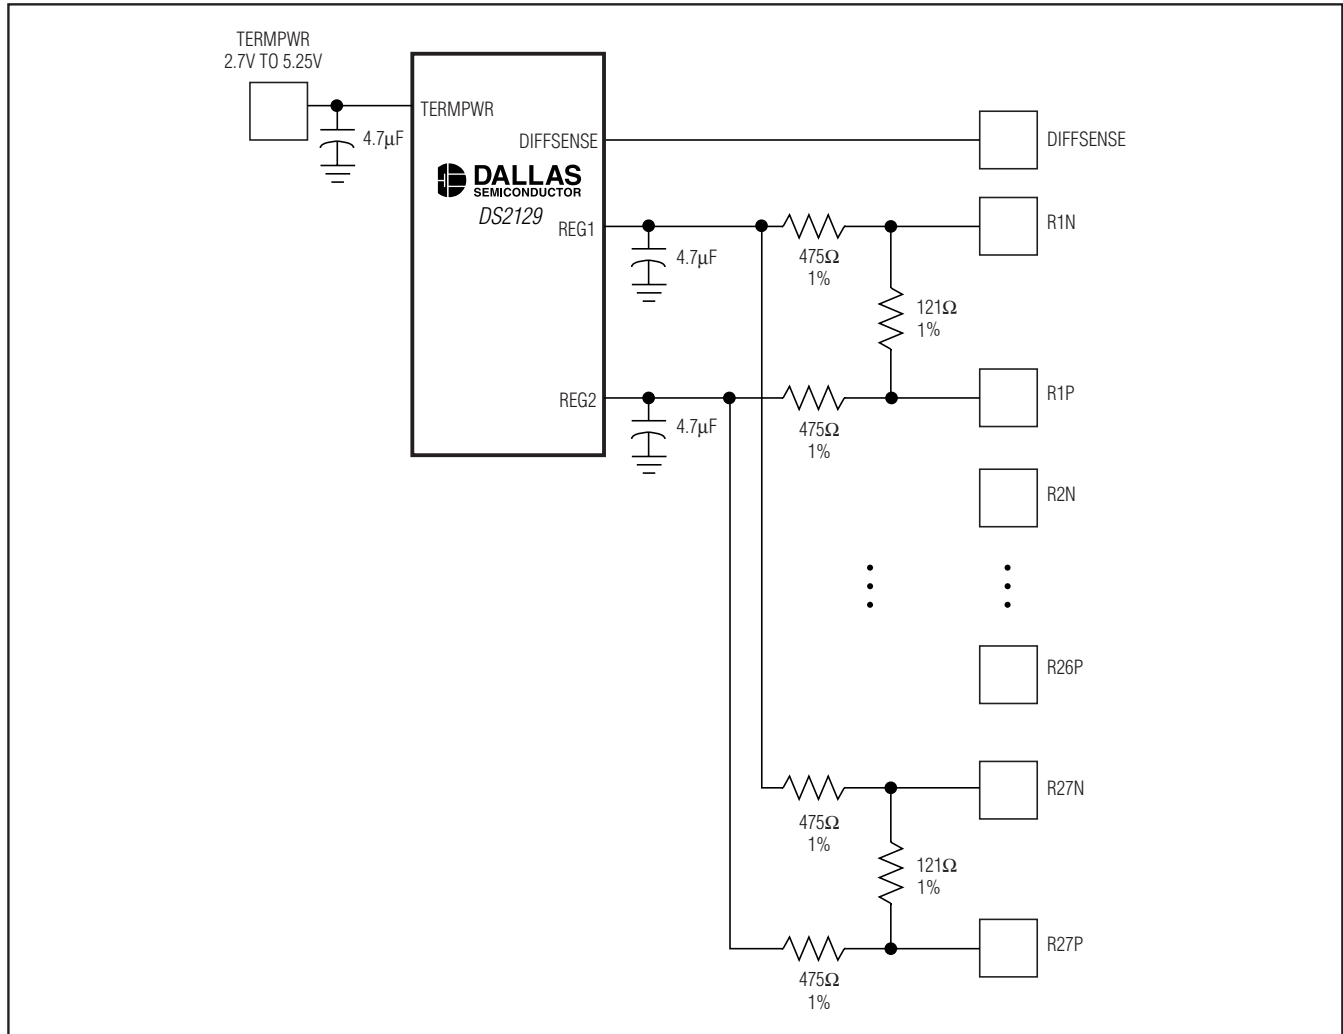 TERMPWR
2.7V TO 5.25V
TERMPWR
4.7μF
DIFFSENSE
DIFFSENSE
DALLAS
SEMICONDUCTOR
DS2129
REG1
4.7μF
475Ω
1%
R1N
121Ω
1%
REG2
4.7μF
475Ω
1%
R1P
R2N
R26P
475Ω
1%
R27N
121Ω
1%
475Ω
1%
R27P